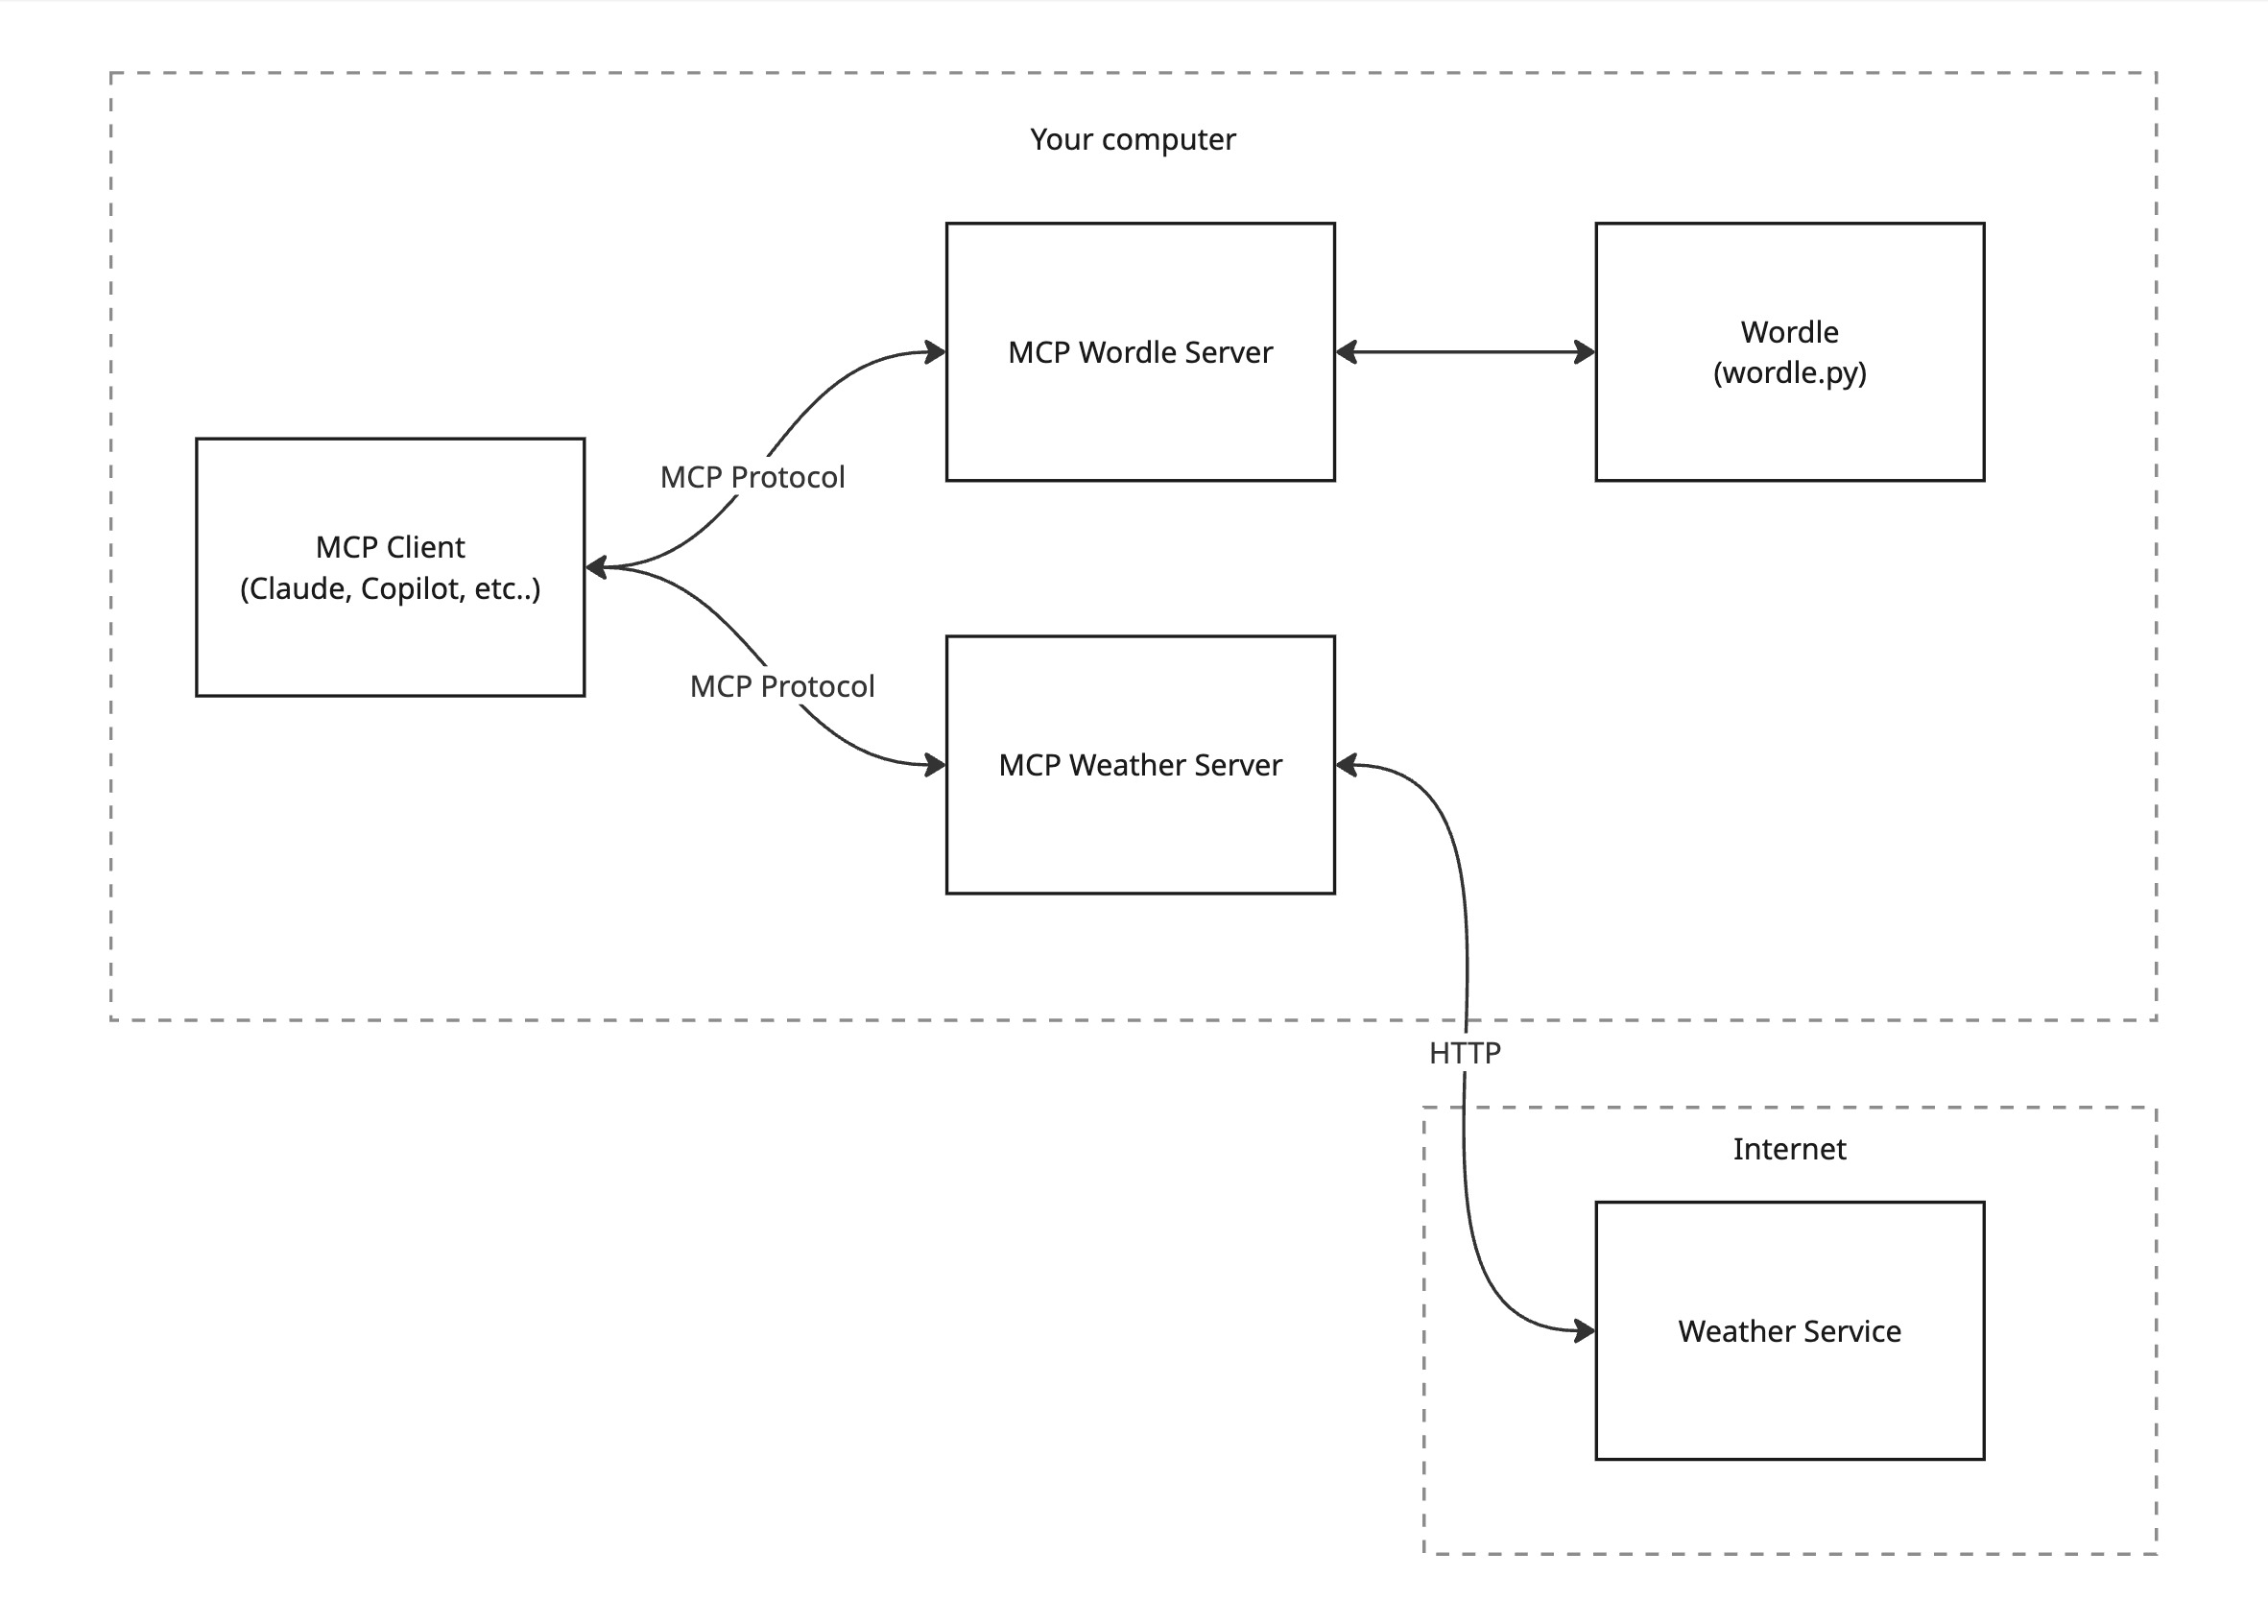 Your computer
MCP Wordle Server
Wordle
(wordle.py)
MCP Protocol
MCP Client
(Claude, Copilot, etc..)
MCP Protocol
MCP Weather Server
HTTP
Internet
Weather Service